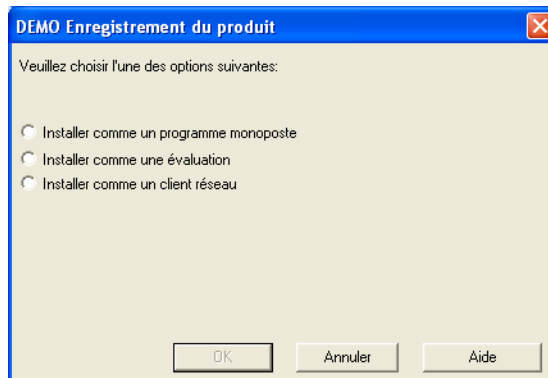 DEMO Enregistrement du produit
Veuillez choisir l'une des options suivantes:
Installer comme un programme monoposte
Installer comme une évaluation
Installer comme un client réseau
OK Annuler Aide